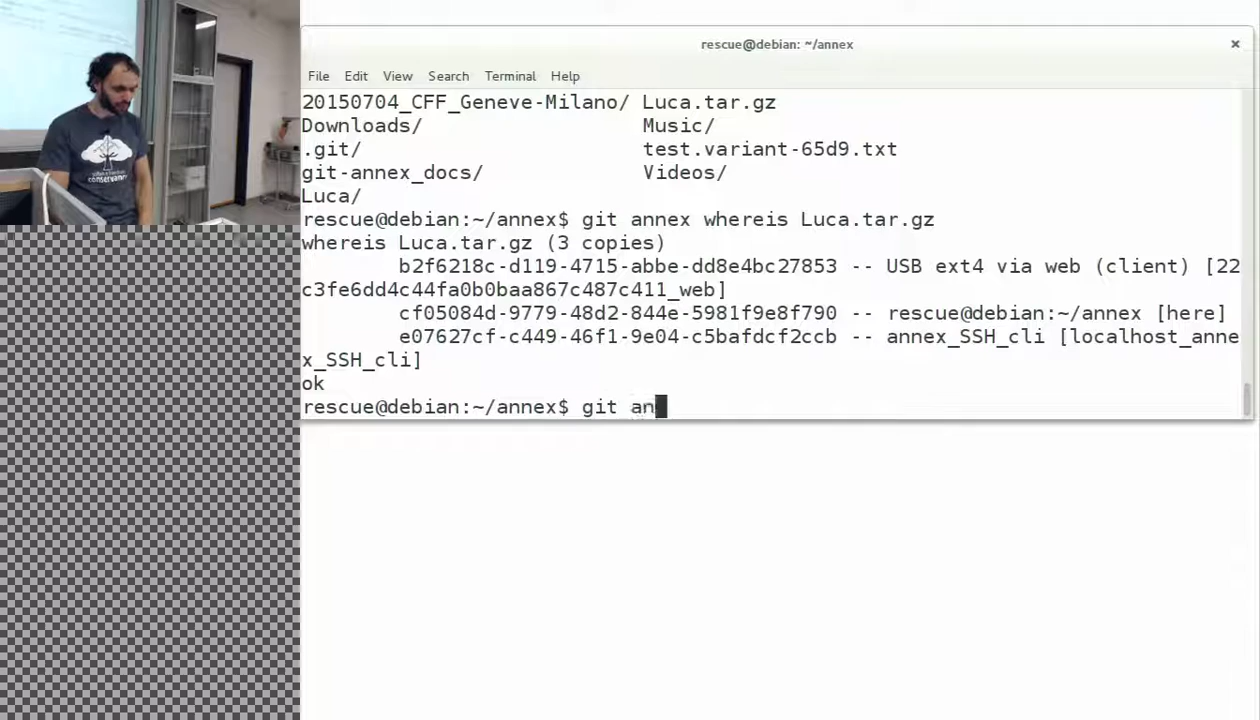 rescue@debian: ~/annex
File Edit View Search Terminal Help
20150704_CFF_Geneve-Milano/ Luca.tar.gz
Downloads/ Music/
.git/ test.variant-65d9.txt
git-annex_docs/ Videos/
Luca/
rescue@debian:~/annex$ git annex whereis Luca.tar.gz
whereis Luca.tar.gz (3 copies)
b2f6218c-d119-4715-abbe-dd8e4bc27853 -- USB ext4 via web (client) [22
c3fe6dd4c44fa0b0baa867c487c411_web]
cf05084d-9779-48d2-844e-5981f9e8f790 -- rescue@debian:~/annex [here]
e07627cf-c449-46f1-9e04-c5bafdcf2ccb -- annex_SSH_cli [localhost_anne
x_SSH_cli]
ok
rescue@debian:~/annex$ git an